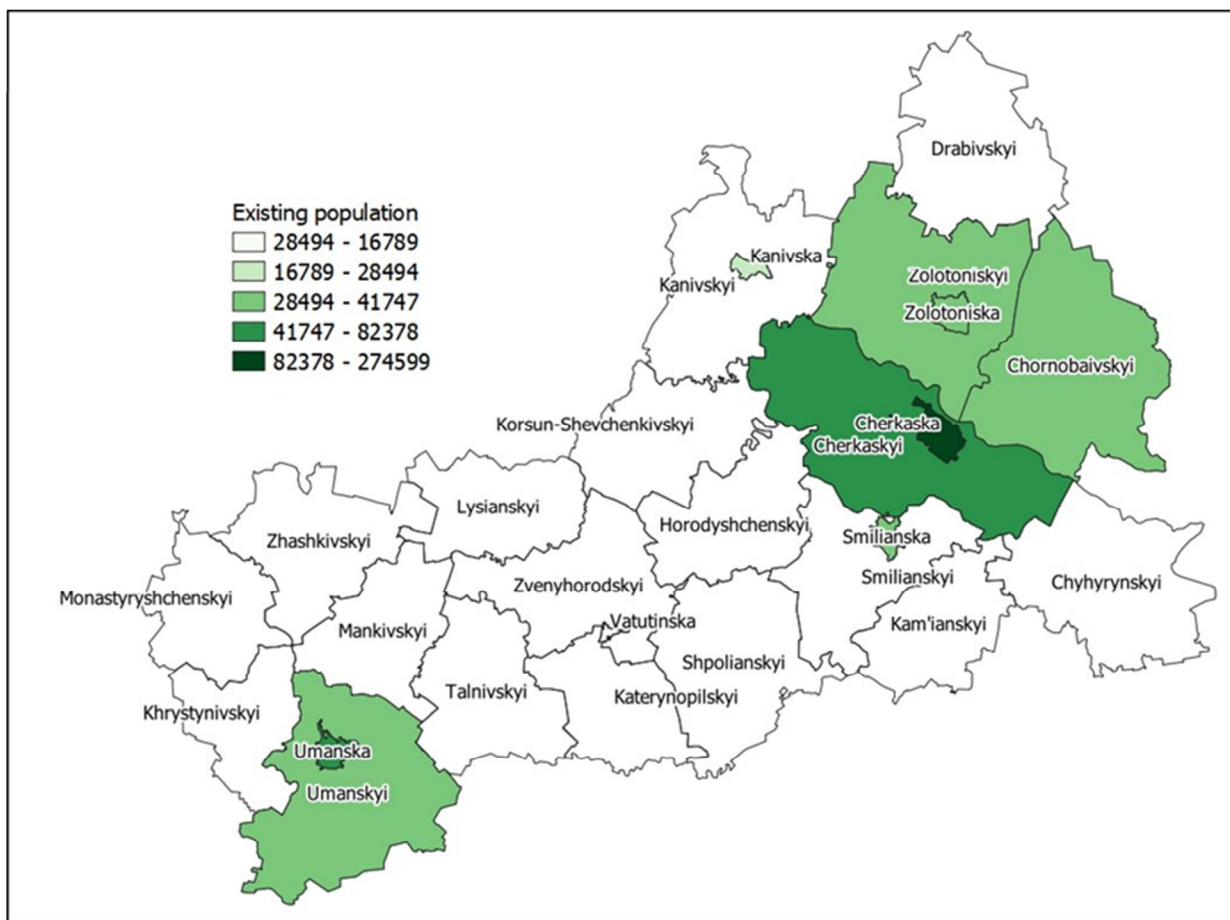 Existing population
28494 - 16789
16789 - 28494
28494 - 41747
41747 - 82378
82378 - 274599
Drabivskyi
Kanivska
Kanivskyi
Zolotoniskyi
Zolotoniska
Chornobaivskyi
Korsun-Shevchenkivskyi
Cherkaska
Cherkaskyi
Lysianskyi
Horodyshchenskyi
Smilianska
Zhashkivskyi
Smilianskyi
Chyhyrynskyi
Zvenyhorodskyi
Monastyryshchenskyi
Vatutinska
Mankivskyi
Kam'ianskyi
Shpolianskyi
Talnivskyi
Katerynopilskyi
Khrystynivskyi
Umanska
Umanskyi